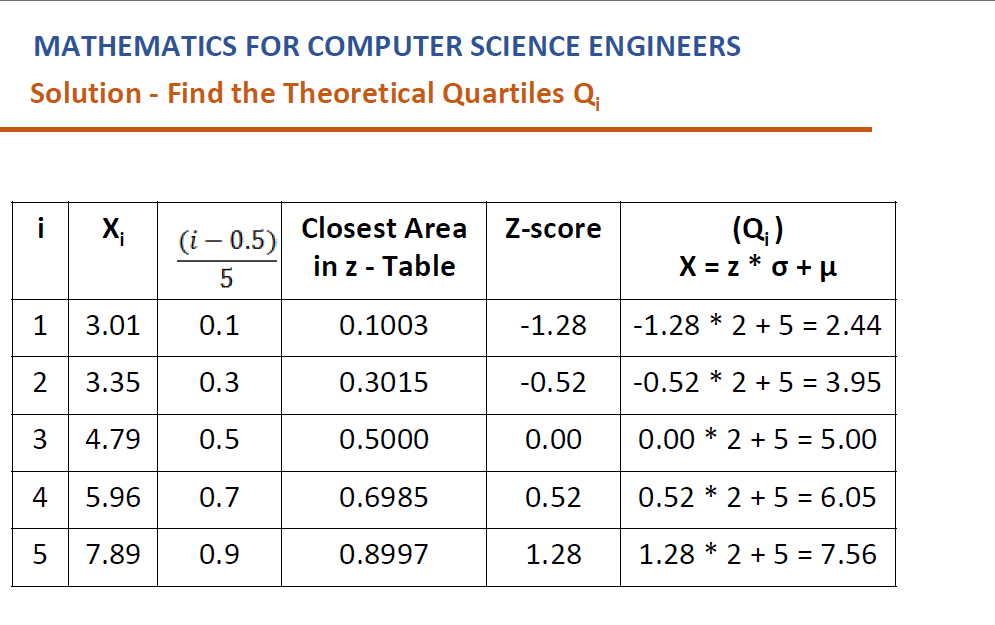 MATHEMATICS FOR COMPUTER SCIENCE ENGINEERS
Solution - Find the Theoretical Quartiles Qᵢ
i Xᵢ (i – 0.5)/5 Closest Area in z - Table Z-score (Qᵢ) X = z * σ + μ
1 3.01 0.1 0.1003 -1.28 -1.28 * 2 + 5 = 2.44
2 3.35 0.3 0.3015 -0.52 -0.52 * 2 + 5 = 3.95
3 4.79 0.5 0.5000 0.00 0.00 * 2 + 5 = 5.00
4 5.96 0.7 0.6985 0.52 0.52 * 2 + 5 = 6.05
5 7.89 0.9 0.8997 1.28 1.28 * 2 + 5 = 7.56